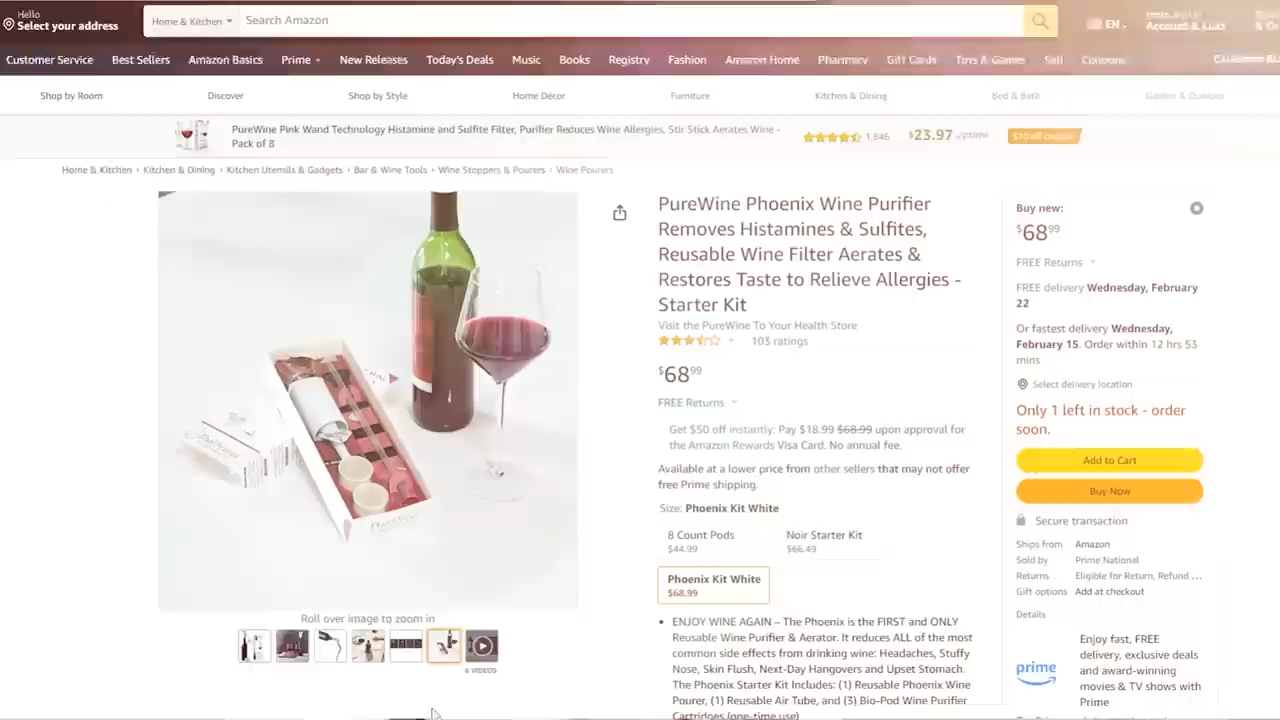 Hello
Select your address
Home & Kitchen
Search Amazon
EN
Account & Lists
Customer Service
Best Sellers
Amazon Basics
Prime
New Releases
Today's Deals
Music
Books
Registry
Fashion
Amazon Home
Pharmacy
Gift Cards
Toys & Games
Sell
Coupons
Shop by Room
Discover
Shop by Style
Home Décor
Furniture
Kitchen & Dining
Bed & Bath
Garden & Outdoor
PureWine Pink Wand Technology Histamine and Sulfite Filter, Purifier Reduces Wine Allergies, Stir Stick Aerates Wine -
Pack of 8
1,846
$23.97
prime
Home & Kitchen › Kitchen & Dining › Kitchen Utensils & Gadgets › Bar & Wine Tools › Wine Stoppers & Pourers › Wine Pourers
PureWine Phoenix Wine Purifier
Removes Histamines & Sulfites,
Reusable Wine Filter Aerates &
Restores Taste to Relieve Allergies -
Starter Kit
Visit the PureWine To Your Health Store
103 ratings
$68.99
FREE Returns
Get $50 off instantly: Pay $18.99 $68.99 upon approval for
the Amazon Rewards Visa Card. No annual fee.
Available at a lower price from other sellers that may not offer
free Prime shipping.
Size: Phoenix Kit White
8 Count Pods
$44.99
Noir Starter Kit
$66.49
Phoenix Kit White
$68.99
• ENJOY WINE AGAIN – The Phoenix is the FIRST and ONLY
Reusable Wine Purifier & Aerator. It reduces ALL of the most
common side effects from drinking wine: Headaches, Stuffy
Nose, Skin Flush, Next-Day Hangovers and Upset Stomach.
The Phoenix Starter Kit Includes: (1) Reusable Phoenix Wine
Pourer, (1) Reusable Air Tube, and (3) Bio-Pod Wine Purifier
Cartridges (one-time use)
Roll over image to zoom in
6 VIDEOS
Buy new:
$68.99
FREE Returns
FREE delivery Wednesday, February
22
Or fastest delivery Wednesday,
February 15. Order within 12 hrs 53
mins
Select delivery location
Only 1 left in stock - order
soon.
Add to Cart
Buy Now
Secure transaction
Ships from Amazon
Sold by Prime National
Returns Eligible for Return, Refund ...
Gift options Add at checkout
Details
prime
Enjoy fast, FREE
delivery, exclusive deals
and award-winning
movies & TV shows with
Prime